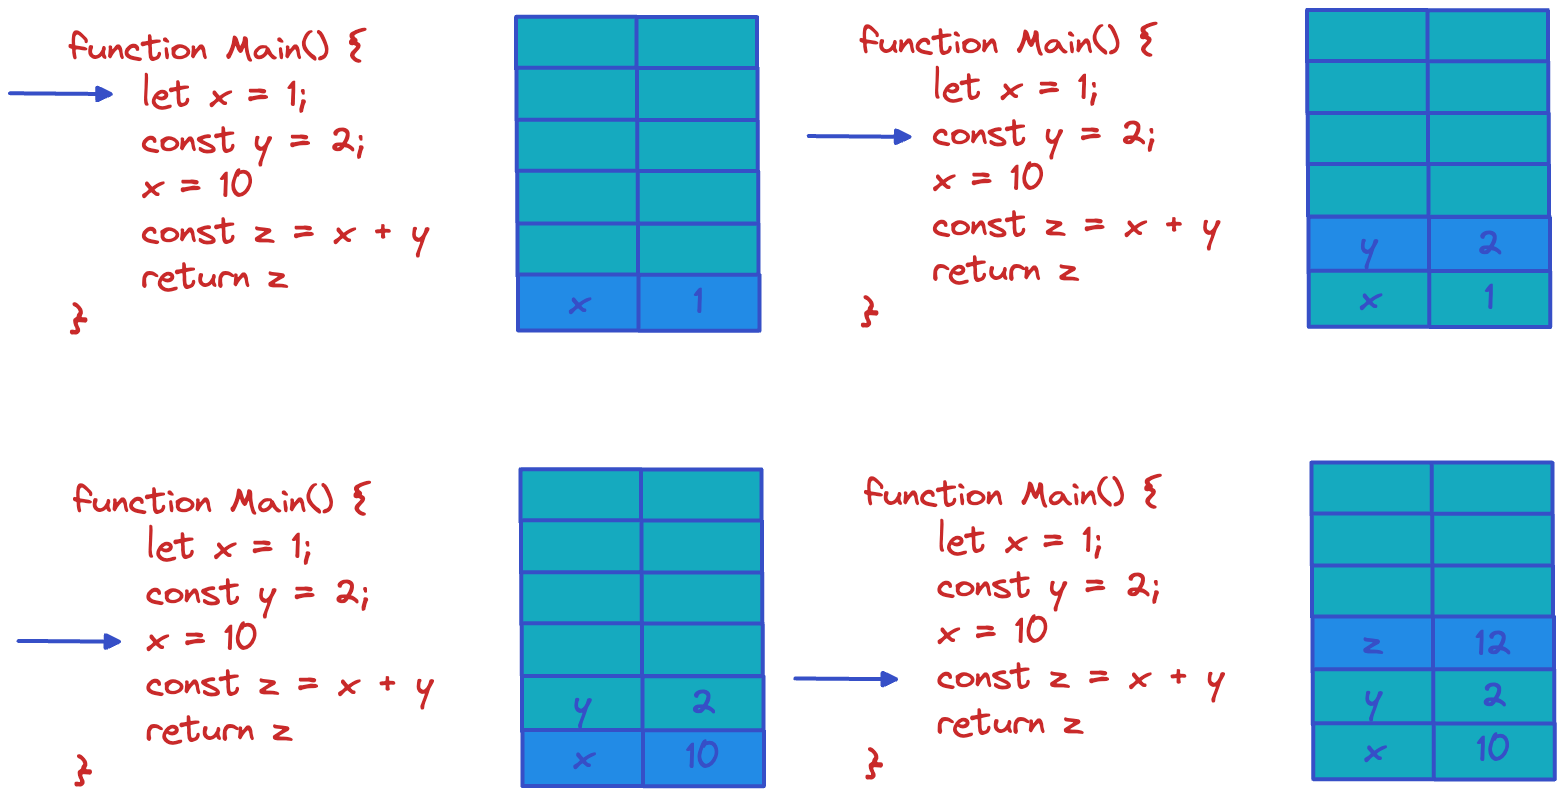 function Main() {
let x = 1;
const y = 2;
x = 10
const z = x + y
return z
}
x 1
function Main() {
let x = 1;
const y = 2;
x = 10
const z = x + y
return z
}
y 2
x 1
function Main() {
let x = 1;
const y = 2;
x = 10
const z = x + y
return z
}
y 2
x 10
function Main() {
let x = 1;
const y = 2;
x = 10
const z = x + y
return z
}
z 12
y 2
x 10